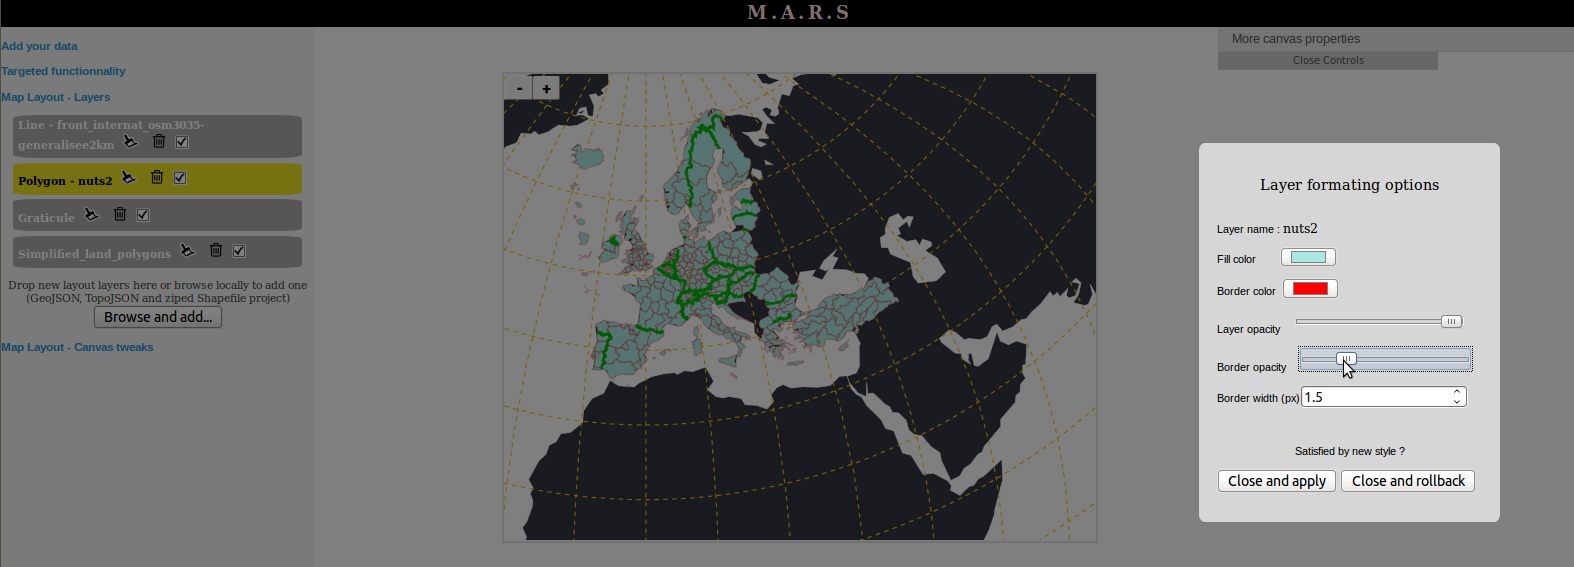 M.A.R.S
Add your data
Targeted functionnality
Map Layout - Layers
Line - front_internat_osm3035-
generalisee2km
Polygon - nuts2
Graticule
Simplified_land_polygons
Drop new layout layers here or browse locally to add one
(GeoJSON, TopoJSON and ziped Shapefile project)
Browse and add...
Map Layout - Canvas tweaks
- +
More canvas properties
Close Controls
Layer formating options
Layer name : nuts2
Fill color
Border color
Layer opacity
Border opacity
Border width (px) 1.5
Satisfied by new style ?
Close and apply Close and rollback